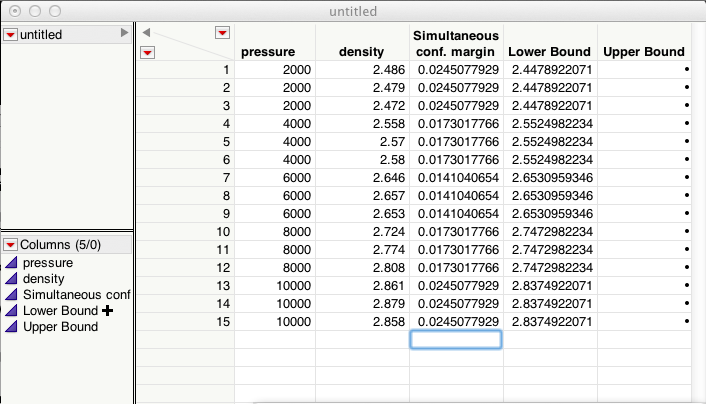 untitled
untitled
Simultaneous
pressure density conf. margin Lower Bound Upper Bound
1 2000 2.486 0.0245077929 2.4478922071 •
2 2000 2.479 0.0245077929 2.4478922071 •
3 2000 2.472 0.0245077929 2.4478922071 •
4 4000 2.558 0.0173017766 2.5524982234 •
5 4000 2.57 0.0173017766 2.5524982234 •
6 4000 2.58 0.0173017766 2.5524982234 •
7 6000 2.646 0.0141040654 2.6530959346 •
8 6000 2.657 0.0141040654 2.6530959346 •
9 6000 2.653 0.0141040654 2.6530959346 •
10 8000 2.724 0.0173017766 2.7472982234 •
11 8000 2.774 0.0173017766 2.7472982234 •
12 8000 2.808 0.0173017766 2.7472982234 •
13 10000 2.861 0.0245077929 2.8374922071 •
14 10000 2.879 0.0245077929 2.8374922071 •
15 10000 2.858 0.0245077929 2.8374922071 •
Columns (5/0)
pressure
density
Simultaneous conf
Lower Bound
Upper Bound